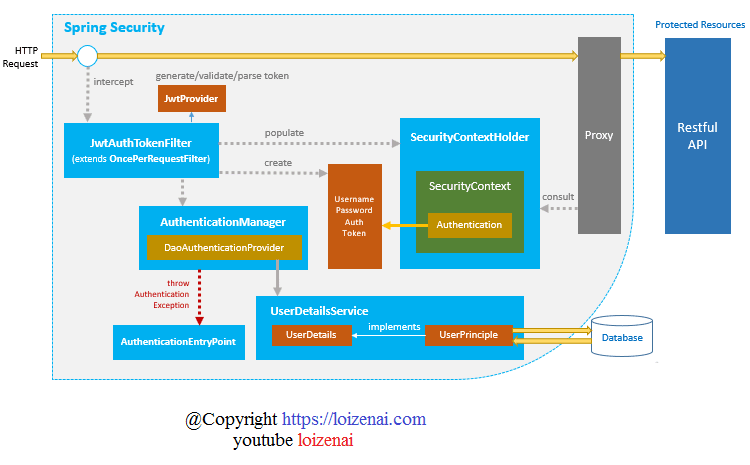 Spring Security
Protected Resources
HTTP
Request
intercept
generate/validate/parse token
JwtProvider
JwtAuthTokenFilter
(extends OncePerRequestFilter)
populate
create
SecurityContextHolder
SecurityContext
Authentication
Username
Password
Auth
Token
Proxy
Restful
API
consult
AuthenticationManager
DaoAuthenticationProvider
throw
Authentication
Exception
AuthenticationEntryPoint
UserDetailsService
UserDetails
implements
UserPrinciple
Database
@Copyright https://loizenai.com
youtube loizenai